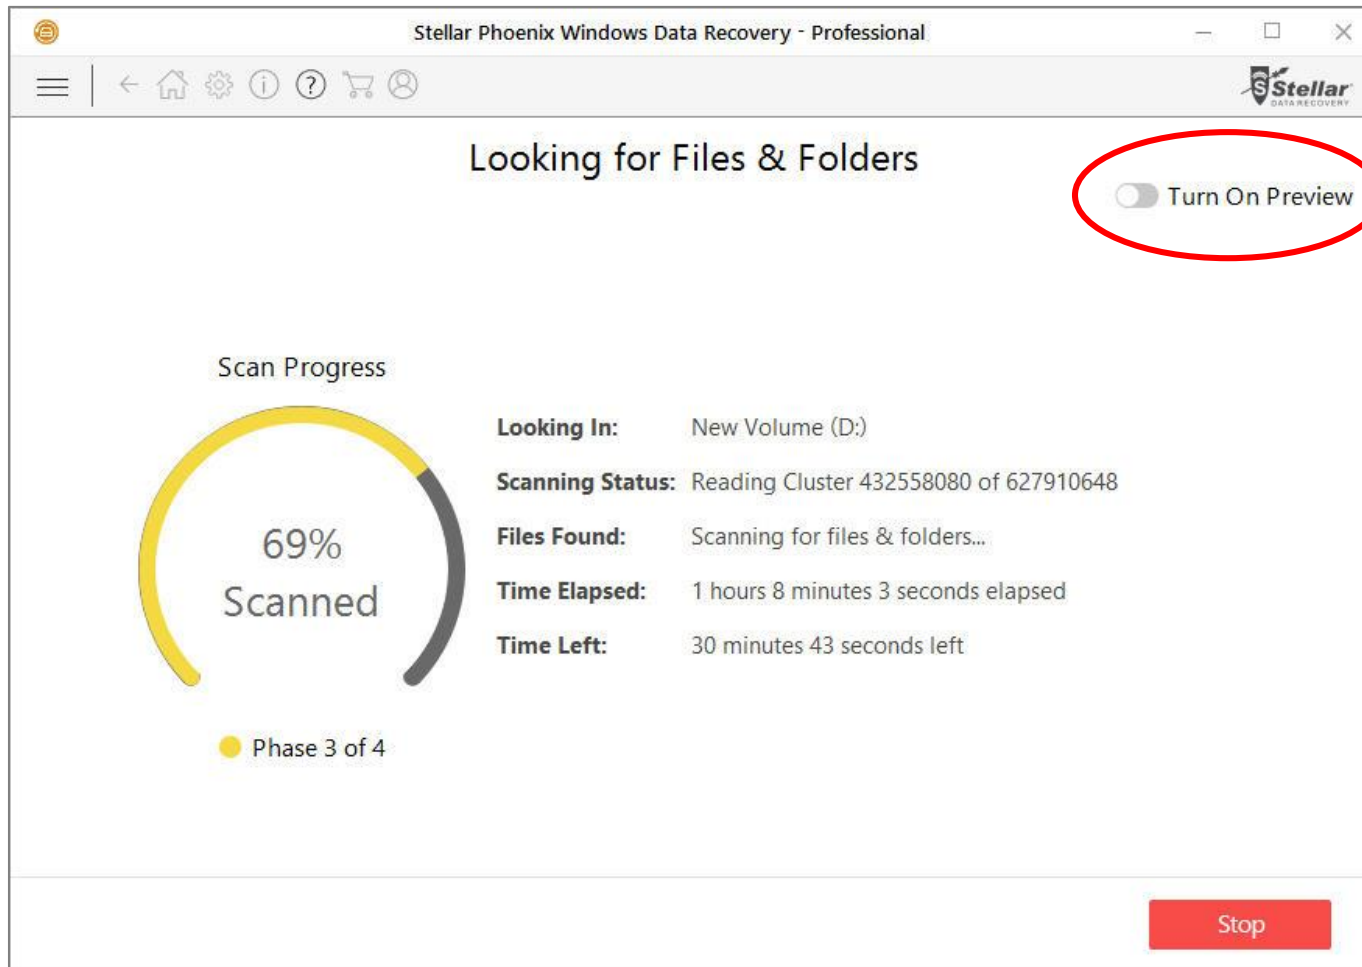 Stellar Phoenix Windows Data Recovery - Professional
Stellar
DATA RECOVERY
Looking for Files & Folders
Turn On Preview
Scan Progress
69%
Scanned
Phase 3 of 4
Looking In: New Volume (D:)
Scanning Status: Reading Cluster 432558080 of 627910648
Files Found: Scanning for files & folders...
Time Elapsed: 1 hours 8 minutes 3 seconds elapsed
Time Left: 30 minutes 43 seconds left
Stop